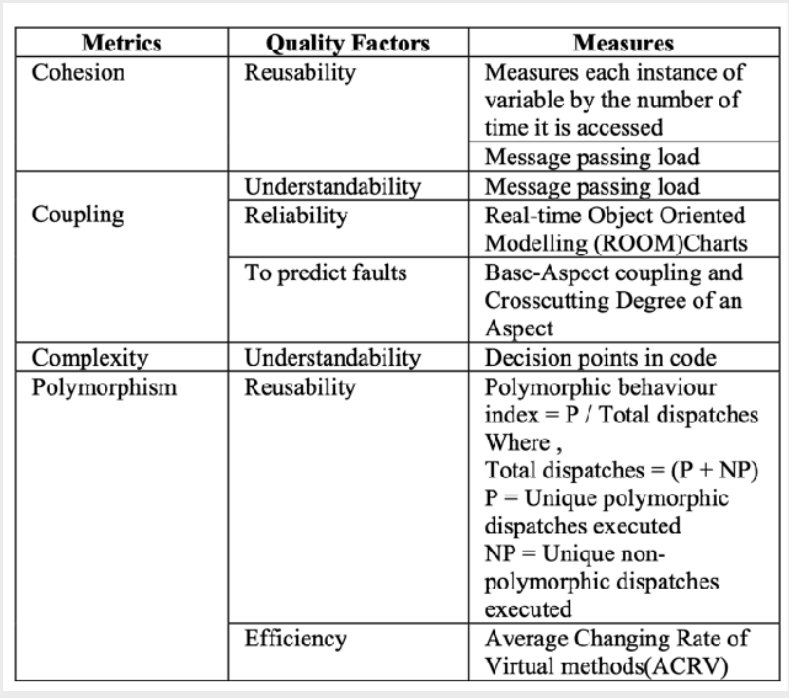 Metrics Quality Factors Measures
Cohesion Reusability Measures each instance of
variable by the number of
time it is accessed
Message passing load
Understandability Message passing load
Coupling Reliability Real-time Object Oriented
Modelling (ROOM)Charts
To predict faults Base-Aspect coupling and
Crosscutting Degree of an
Aspect
Complexity Understandability Decision points in code
Polymorphism Reusability Polymorphic behaviour
index = P / Total dispatches
Where ,
Total dispatches = (P + NP)
P = Unique polymorphic
dispatches executed
NP = Unique non-
polymorphic dispatches
executed
Efficiency Average Changing Rate of
Virtual methods(ACRV)